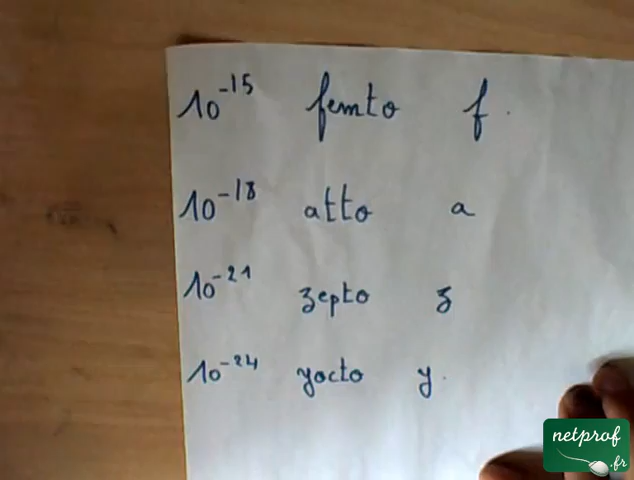 10⁻¹⁵ femto f.
10⁻¹⁸ atto a
10⁻²¹ zepto z
10⁻²⁴ yocto y.
netprof
.fr